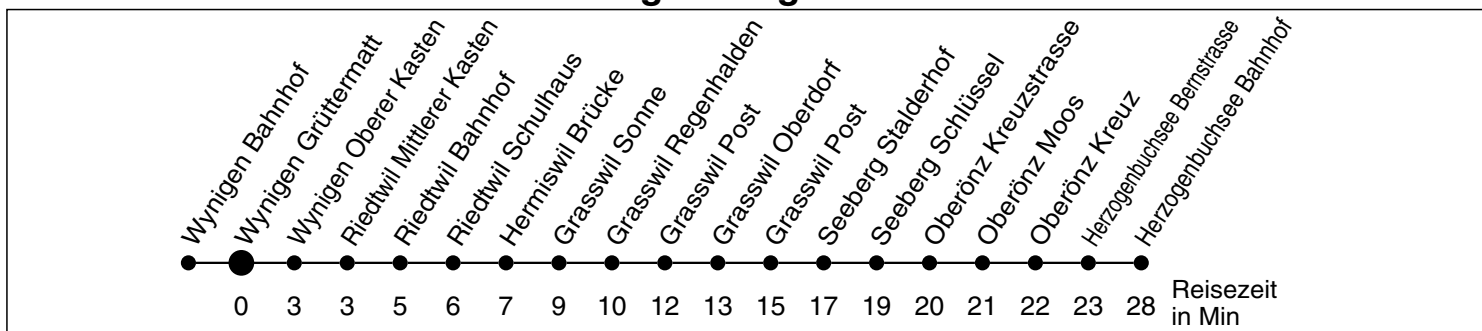 Wynigen Bahnhof
Wynigen Grüttermatt
Wynigen Oberer Kasten
Riedtwil Mittlerer Kasten
Riedtwil Bahnhof
Riedtwil Schulhaus
Hermiswil Brücke
Grasswil Sonne
Grasswil Regenhalden
Grasswil Post
Grasswil Oberdorf
Grasswil Post
Seeberg Stalderhof
Seeberg Schlüssel
Oberönz Kreuzstrasse
Oberönz Moos
Oberönz Kreuz
Herzogenbuchsee Bernstrasse
Herzogenbuchsee Bahnhof
0 3 3 5 6 7 9 10 12 13 15 17 19 20 21 22 23 28
Reisezeit
in Min